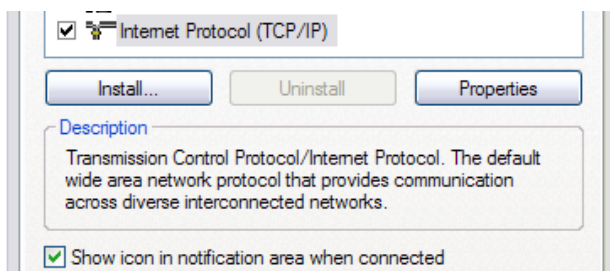 Internet Protocol (TCP/IP)
Install... Uninstall Properties
Description
Transmission Control Protocol/Internet Protocol. The default
wide area network protocol that provides communication
across diverse interconnected networks.
Show icon in notification area when connected